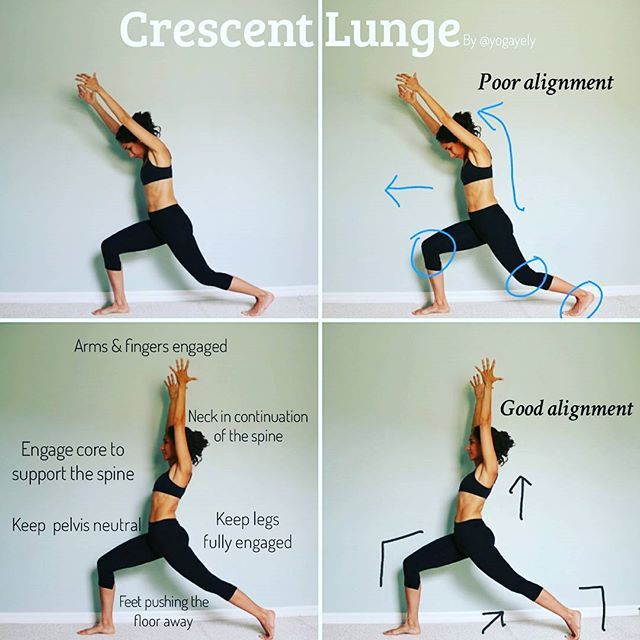 Crescent Lunge
By @yogayely
Poor alignment
Arms & fingers engaged
Neck in continuation
of the spine
Good alignment
Engage core to
support the spine
Keep pelvis neutral
Keep legs
fully engaged
Feet pushing the
floor away